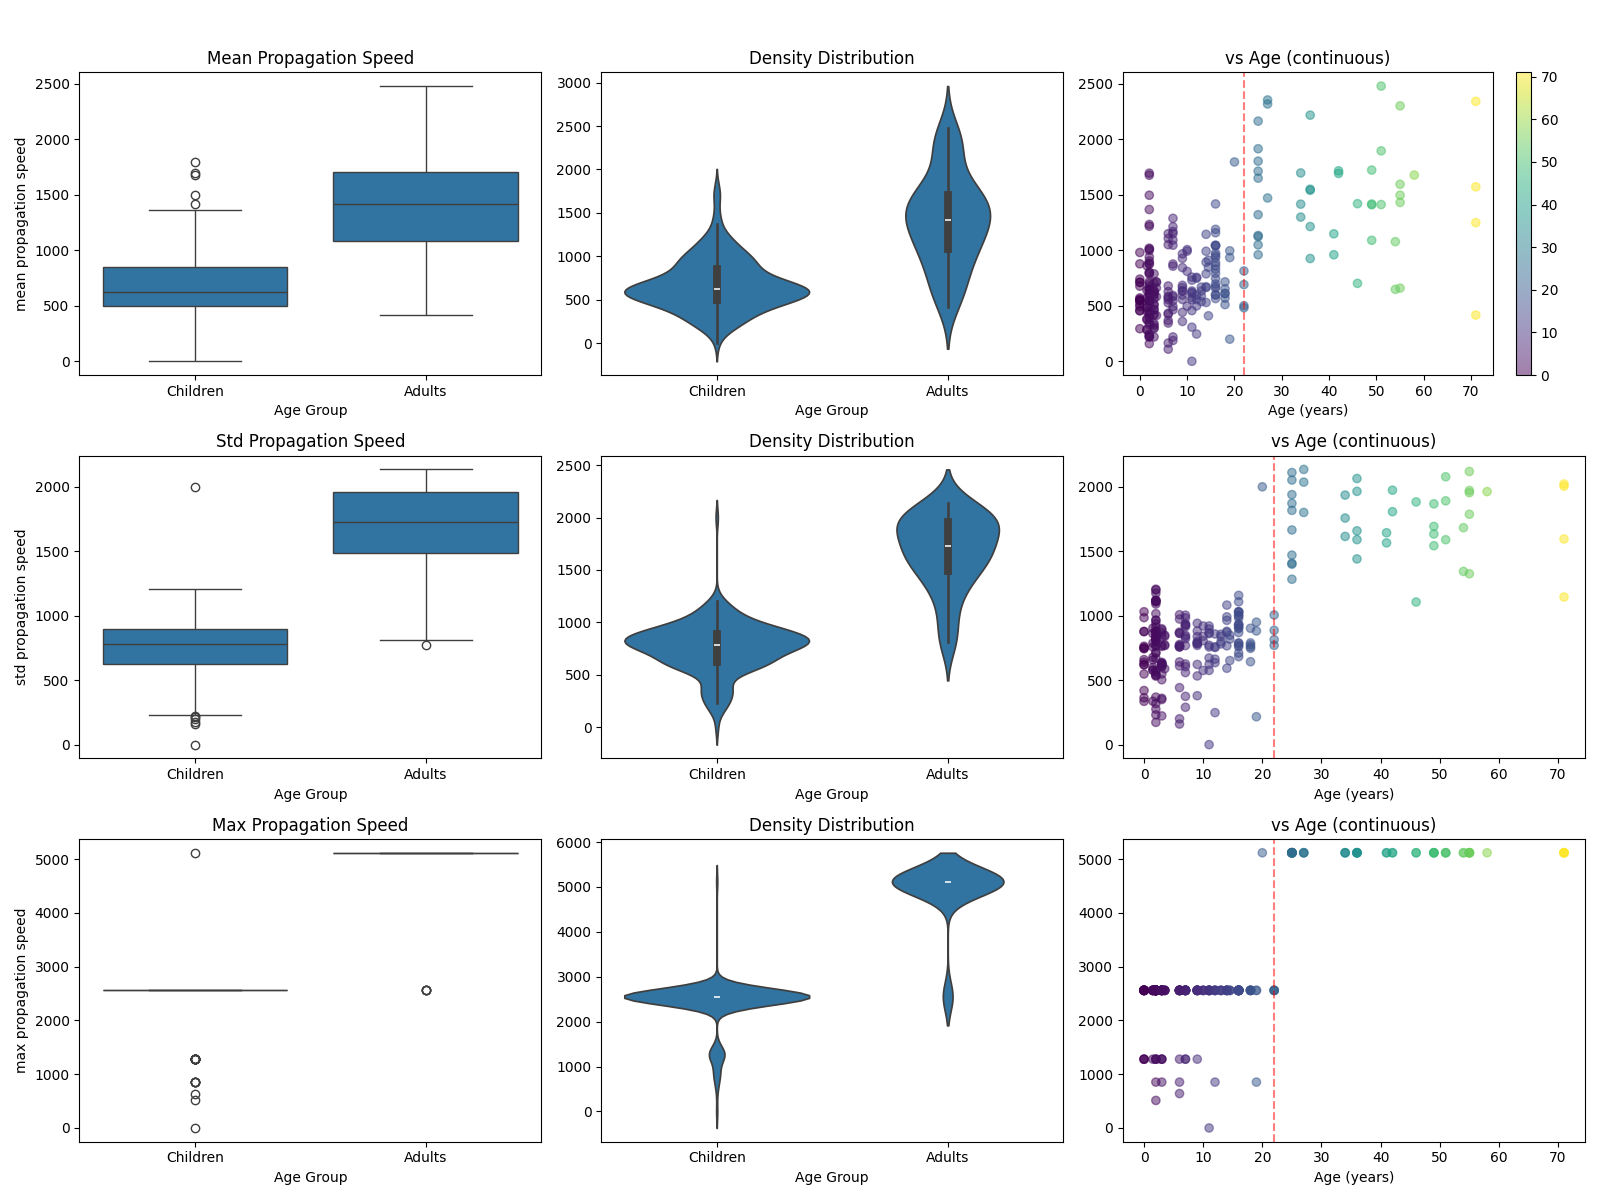 Mean Propagation Speed
mean propagation speed
2500
2000
1500
1000
500
0
Children
Adults
Age Group
Density Distribution
3000
2500
2000
1500
1000
500
0
Children
Adults
Age Group
vs Age (continuous)
2500
2000
1500
1000
500
0
0 10 20 30 40 50 60 70
Age (years)
70
60
50
40
30
20
10
0
Std Propagation Speed
std propagation speed
2000
1500
1000
500
0
Children
Adults
Age Group
Density Distribution
2500
2000
1500
1000
500
0
Children
Adults
Age Group
vs Age (continuous)
2000
1500
1000
500
0
0 10 20 30 40 50 60 70
Age (years)
Max Propagation Speed
max propagation speed
5000
4000
3000
2000
1000
0
Children
Adults
Age Group
Density Distribution
6000
5000
4000
3000
2000
1000
0
Children
Adults
Age Group
vs Age (continuous)
5000
4000
3000
2000
1000
0
0 10 20 30 40 50 60 70
Age (years)